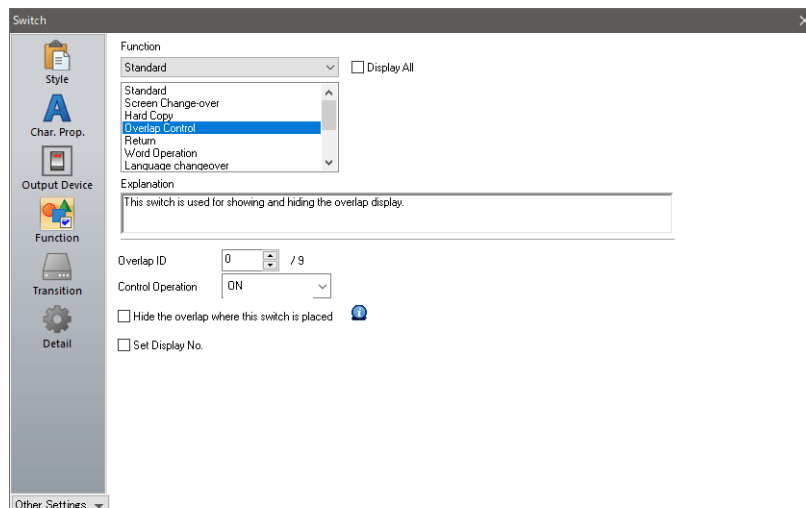 Switch
Style
Char. Prop.
Output Device
Function
Transition
Detail
Other Settings
Function
Standard
Display All
Standard
Screen Change-over
Hard Copy
Overlap Control
Return
Word Operation
Language changeover
Explanation
This switch is used for showing and hiding the overlap display.
Overlap ID 0 / 9
Control Operation ON
Hide the overlap where this switch is placed
Set Display No.